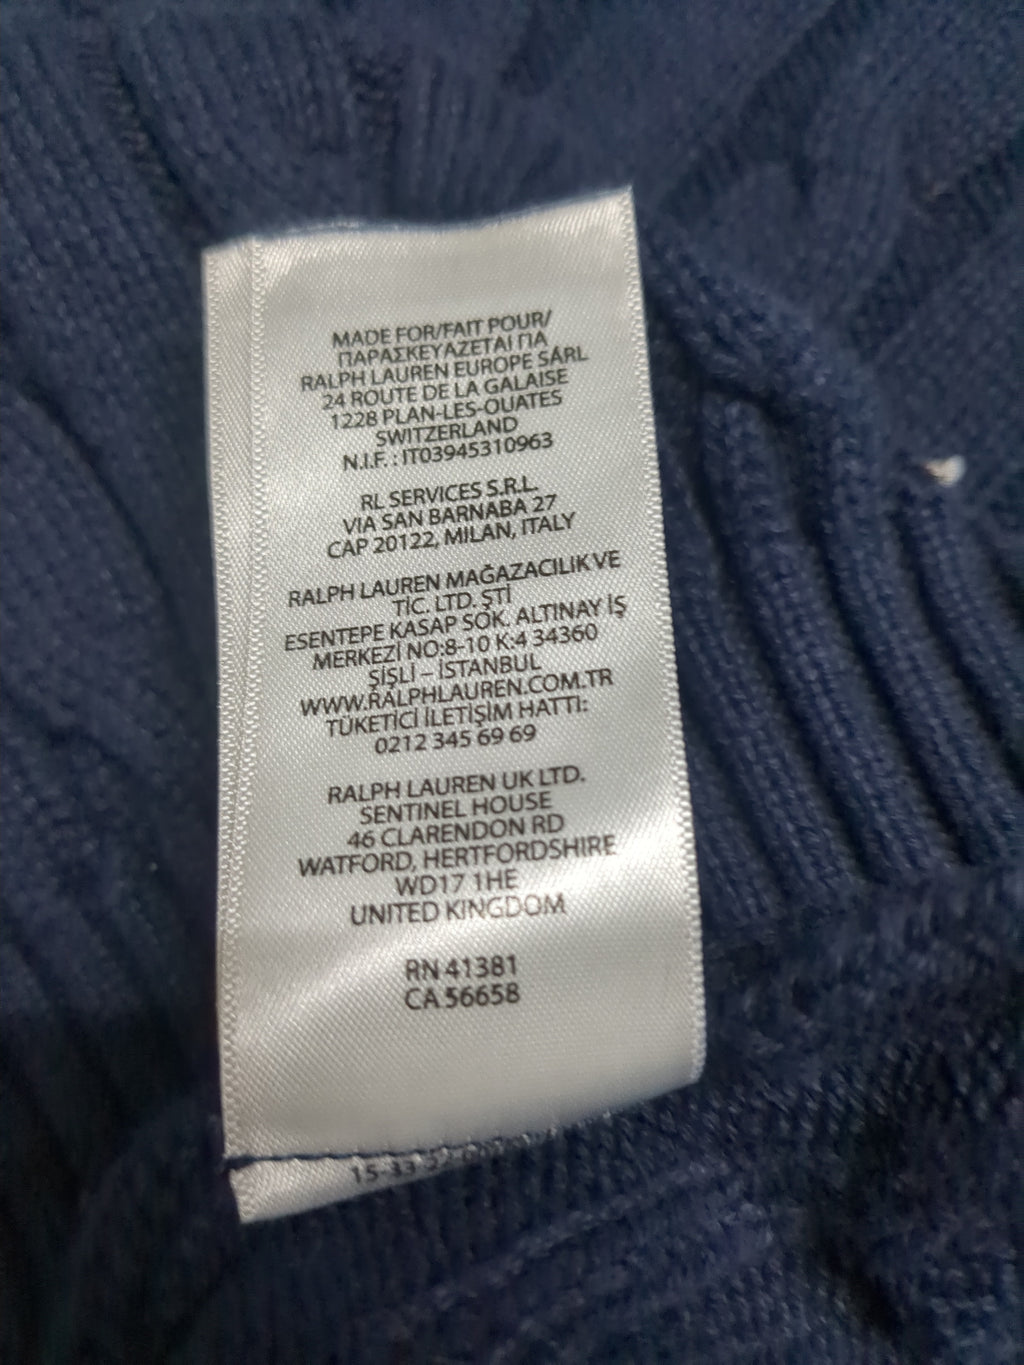 MADE FOR/FAIT POUR/
ΠΑΡΑΣΚΕΥΑΖΕΤΑΙ ΓΙΑ
RALPH LAUREN EUROPE SÀRL
24 ROUTE DE LA GALAISE
1228 PLAN-LES-OUATES
SWITZERLAND
N.I.F. : IT03945310963
RL SERVICES S.R.L.
VIA SAN BARNABA 27
CAP 20122, MILAN, ITALY
RALPH LAUREN MAĞAZACILIK VE
TİC. LTD. ŞTİ
ESENTEPE KASAP SOK. ALTINAY İŞ
MERKEZİ NO:8-10 K:4 34360
ŞİŞLİ – İSTANBUL
WWW.RALPHLAUREN.COM.TR
TÜKETİCİ İLETİŞİM HATTI:
0212 345 69 69
RALPH LAUREN UK LTD.
SENTINEL HOUSE
46 CLARENDON RD
WATFORD, HERTFORDSHIRE
WD17 1HE
UNITED KINGDOM
RN 41381
CA 56658